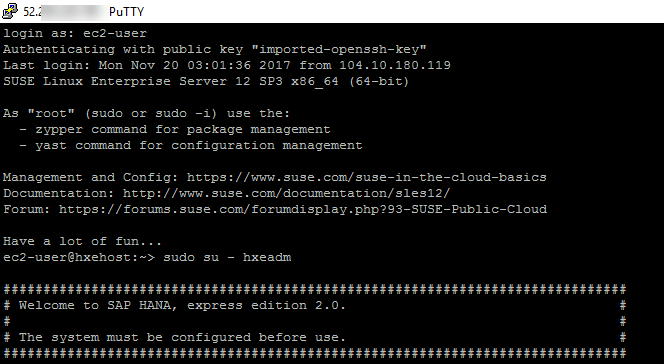 52.2 PuTTY
login as: ec2-user
Authenticating with public key "imported-openssh-key"
Last login: Mon Nov 20 03:01:36 2017 from 104.10.180.119
SUSE Linux Enterprise Server 12 SP3 x86_64 (64-bit)
As "root" (sudo or sudo -i) use the:
- zypper command for package management
- yast command for configuration management
Management and Config: https://www.suse.com/suse-in-the-cloud-basics
Documentation: http://www.suse.com/documentation/sles12/
Forum: https://forums.suse.com/forumdisplay.php?93-SUSE-Public-Cloud
Have a lot of fun...
ec2-user@hxehost:~> sudo su - hxeadm
##############################################################################
# Welcome to SAP HANA, express edition 2.0. #
# #
# The system must be configured before use. #
##############################################################################